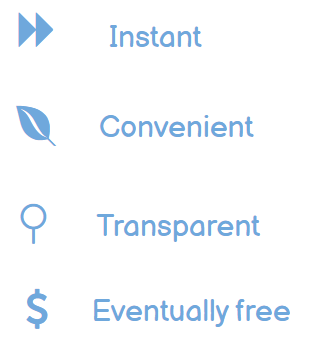 Instant
Convenient
Transparent
$ Eventually free